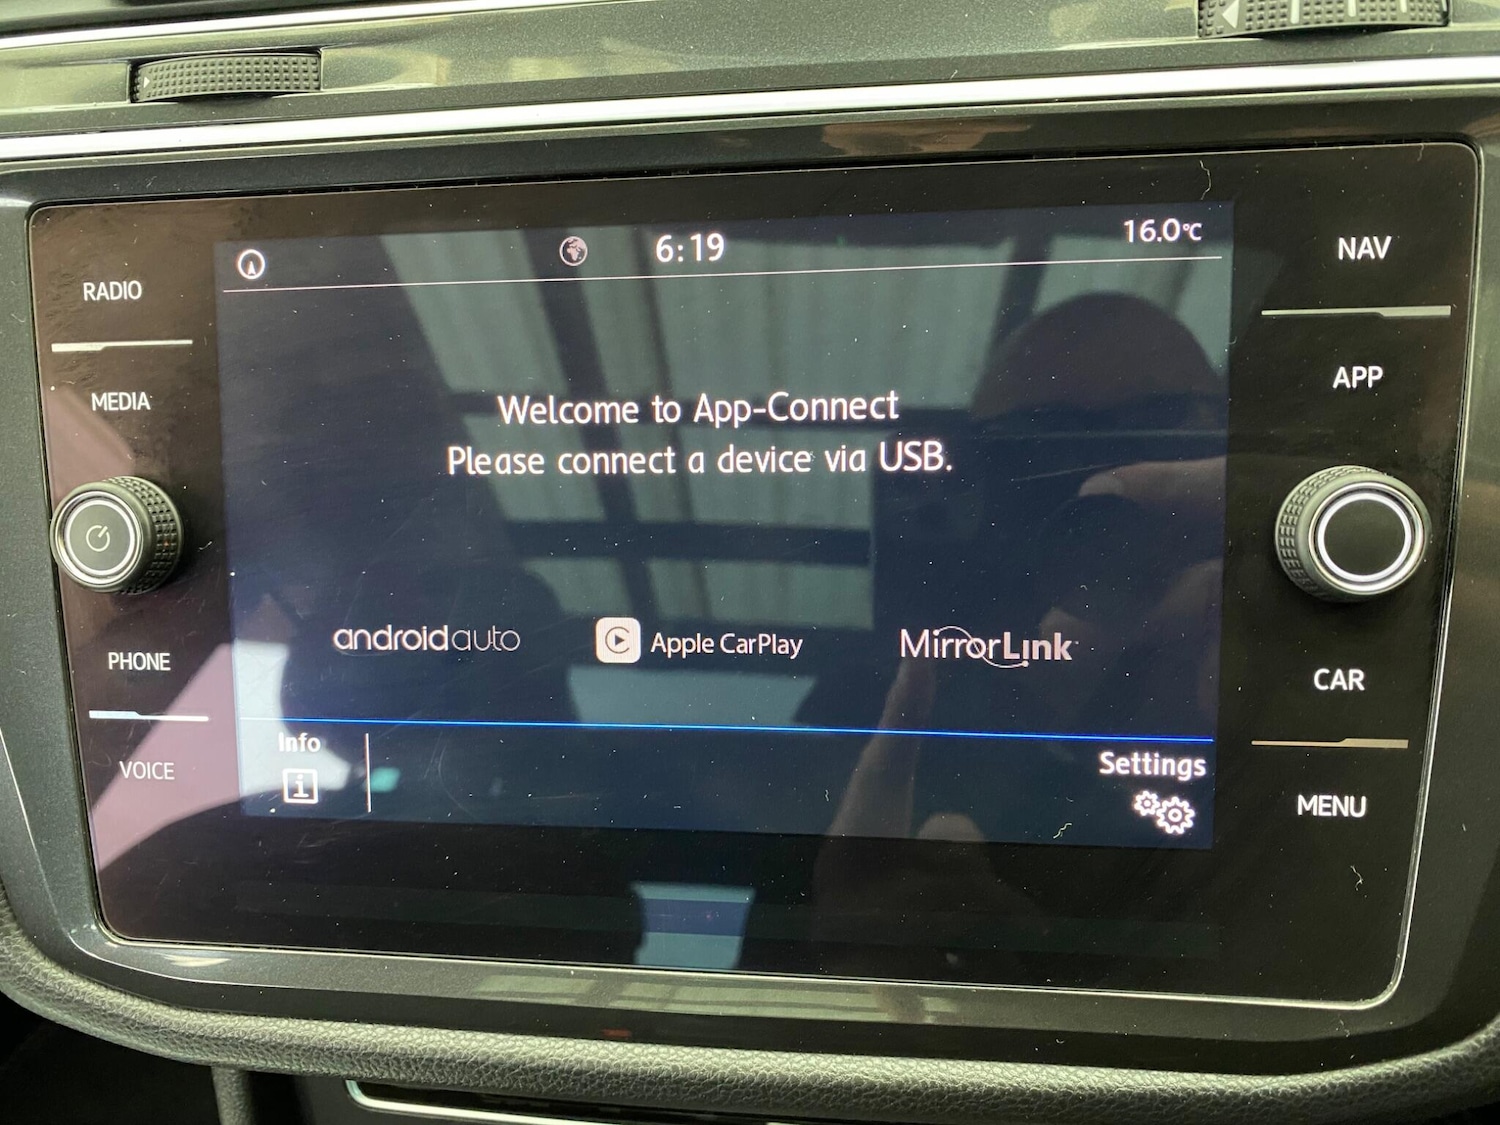 RADIO
MEDIA
PHONE
VOICE
6:19
16.0°C
Welcome to App-Connect
Please connect a device via USB.
androidauto
Apple CarPlay
MirrorLink
Info
i
Settings
NAV
APP
CAR
MENU